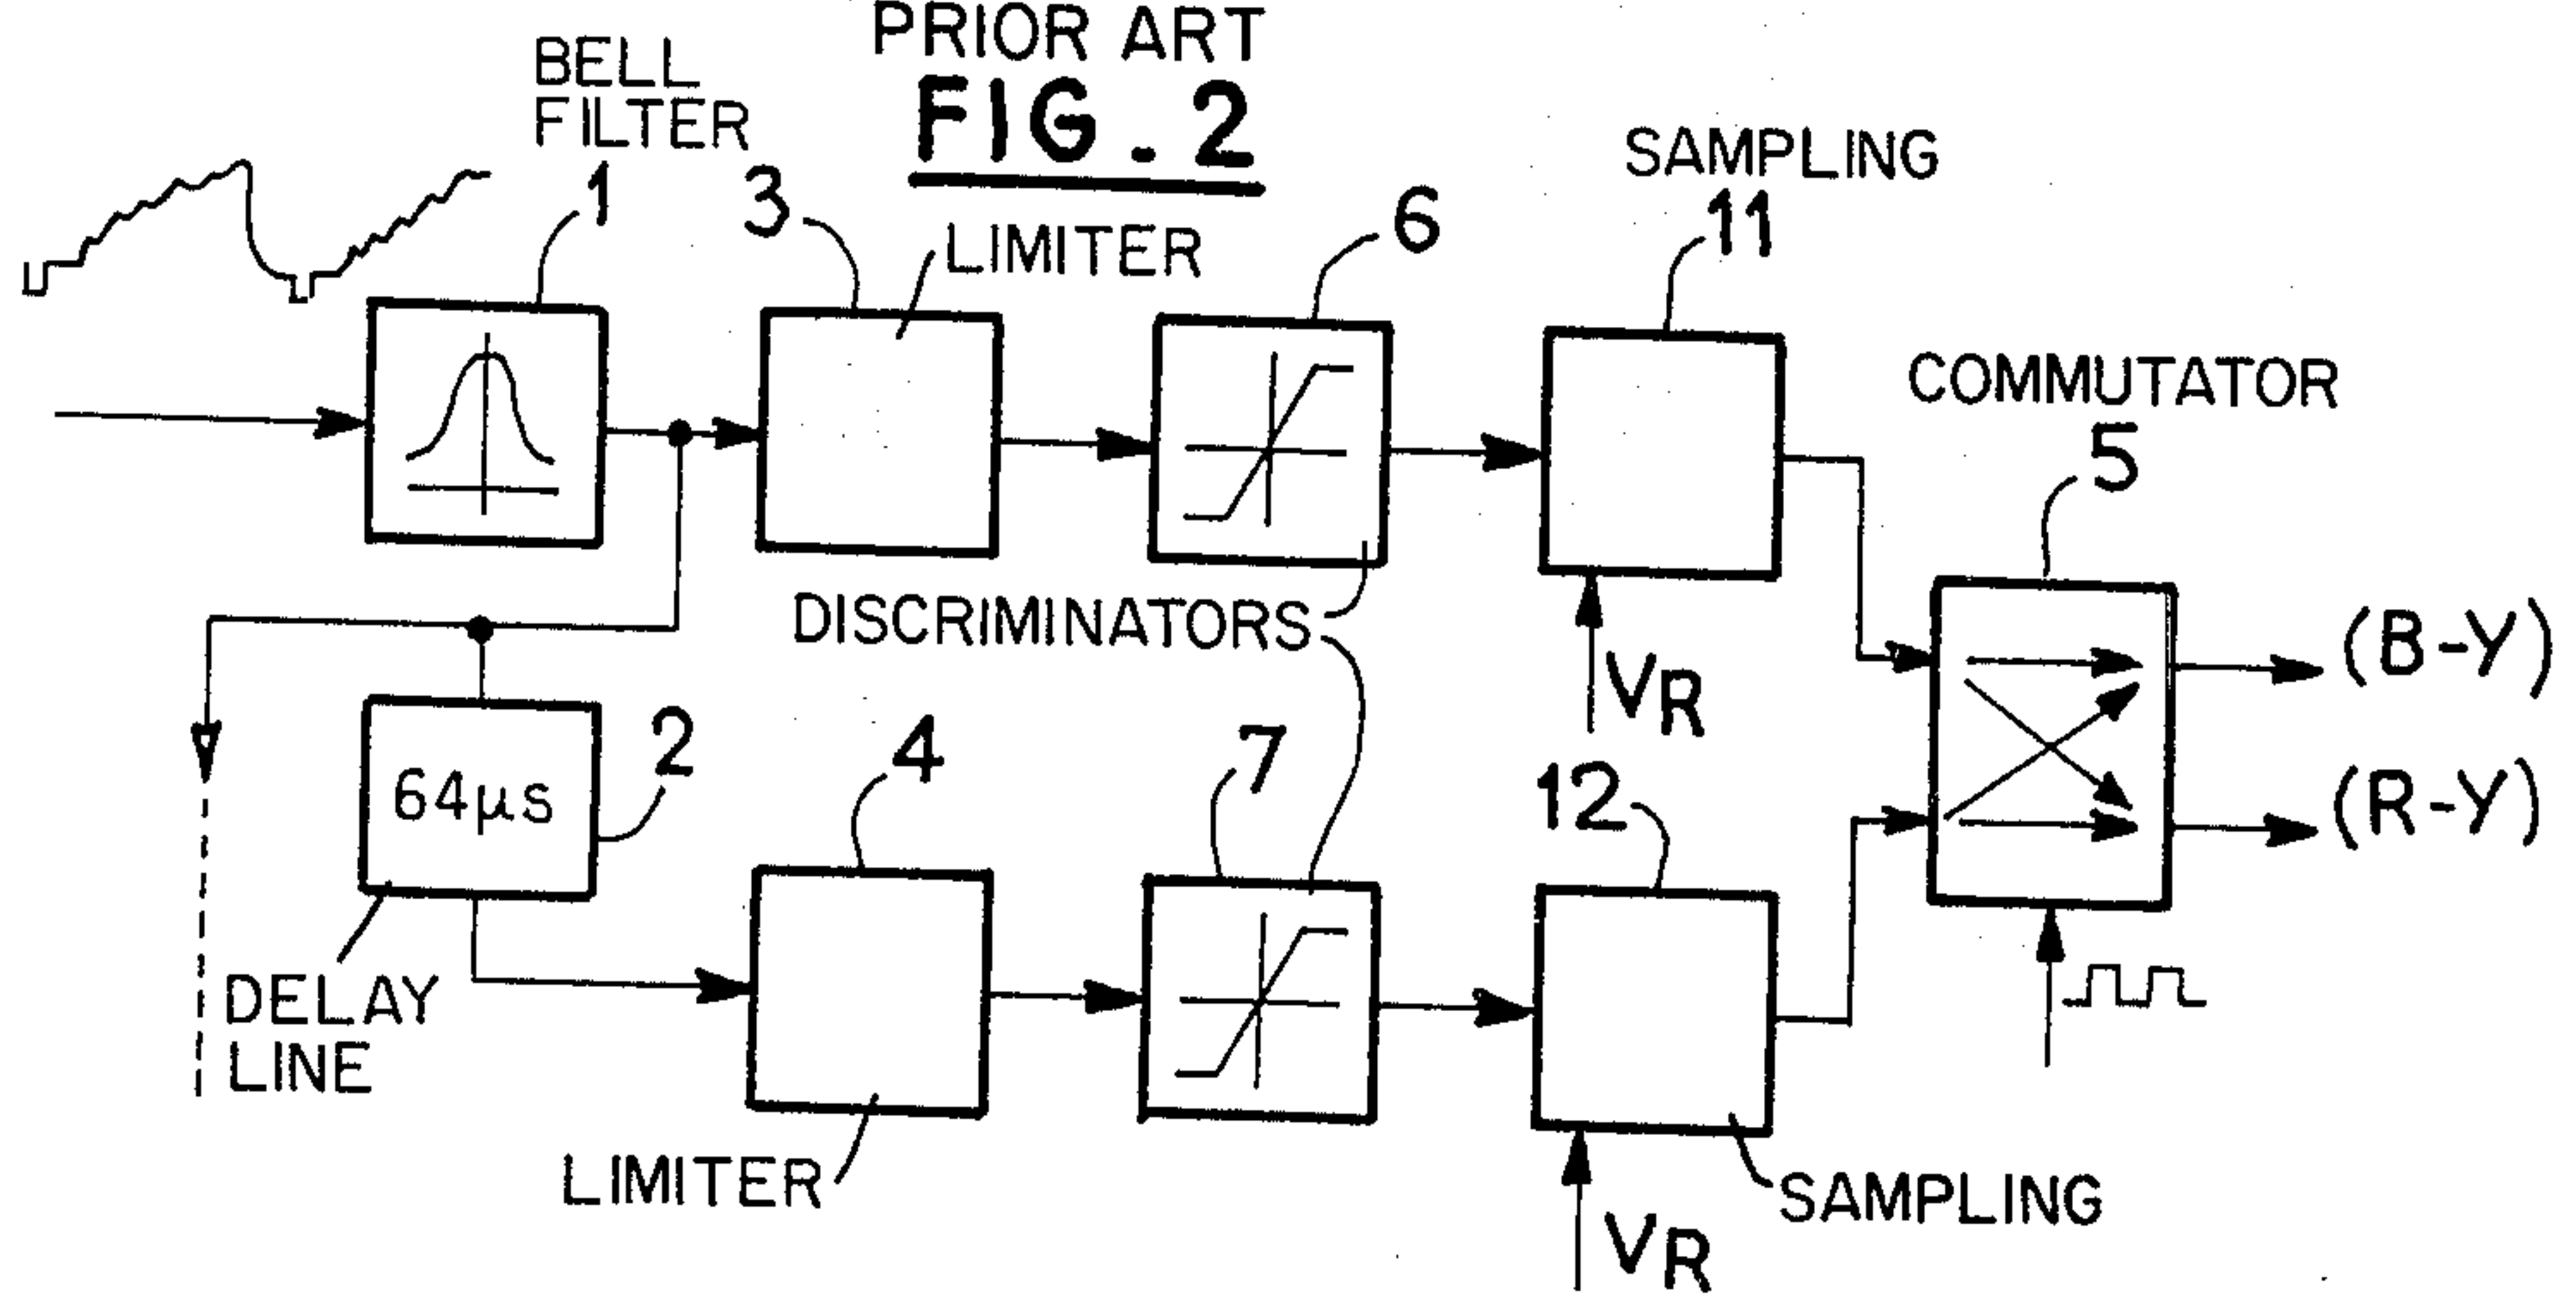 PRIOR ART
FIG. 2
BELL
FILTER
1
3
LIMITER
6
SAMPLING
11
COMMUTATOR
5
DISCRIMINATORS
VR
(B-Y)
(R-Y)
64µs
2
DELAY
LINE
4
LIMITER
7
12
VR
SAMPLING